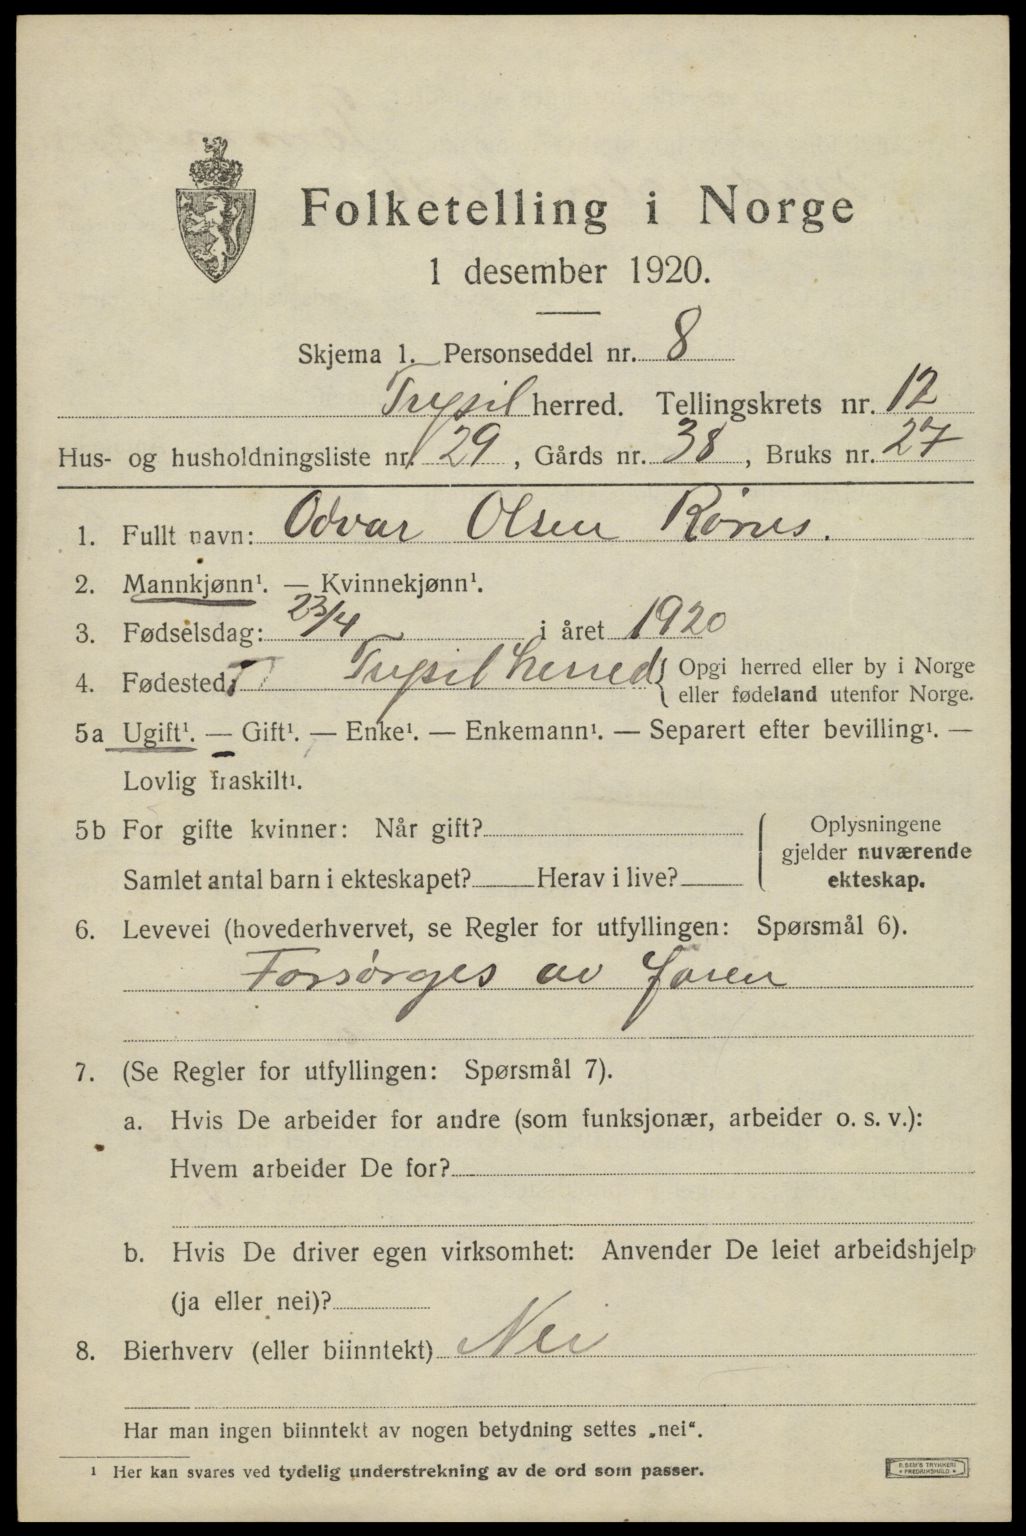 Folketelling i Norge
1 desember 1920.
Skjema 1. Personseddel nr. 8
Trysil herred. Tellingskrets nr. 12
Hus- og husholdningsliste nr. 29, Gårds nr. 38, Bruks nr. 27
1. Fullt navn: Odvar Olsen Rønes.
2. Mannkjønn¹. — Kvinnekjønn¹.
3. Fødselsdag: 23/4 i året 1920
4. Fødested: Trysil herred { Opgi herred eller by i Norge
eller fødeland utenfor Norge.
5a Ugift¹. — Gift¹. — Enke¹. — Enkemann¹. — Separert efter bevilling¹. —
Lovlig fraskilt¹.
5b For gifte kvinner: Når gift? { Oplysningene
gjelder nuværende
Samlet antal barn i ekteskapet? Herav i live? ekteskap.
6. Levevei (hovederhvervet, se Regler for utfyllingen: Spørsmål 6).
Forsørges av faren
7. (Se Regler for utfyllingen: Spørsmål 7).
a. Hvis De arbeider for andre (som funksjonær, arbeider o. s. v.):
Hvem arbeider De for?
b. Hvis De driver egen virksomhet: Anvender De leiet arbeidshjelp
(ja eller nei)?
8. Bierhverv (eller biinntekt) Nei
Har man ingen biinntekt av nogen betydning settes „nei“.
¹ Her kan svares ved tydelig understrekning av de ord som passer.
E. SEM'S TRYKKERI
FREDRIKSHALD